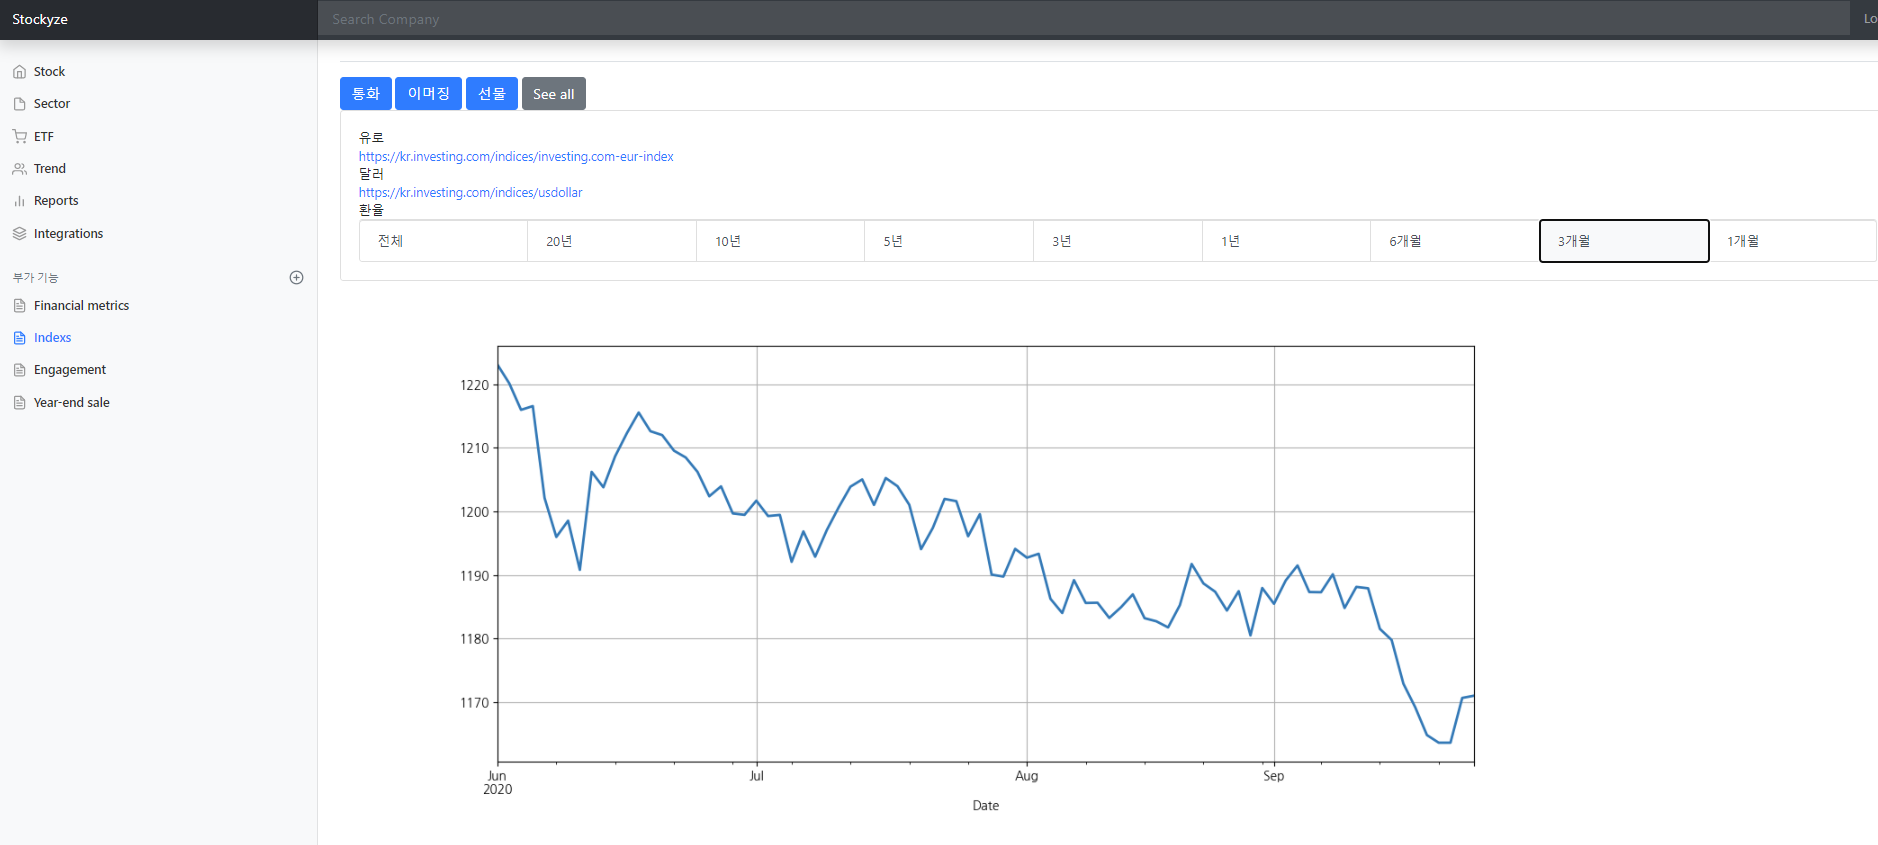 Stockyze
Search Company
Lo
Stock
Sector
ETF
Trend
Reports
Integrations
부가 기능
Financial metrics
Indexs
Engagement
Year-end sale
통화 이머징 선물 See all
유로
https://kr.investing.com/indices/investing.com-eur-index
달러
https://kr.investing.com/indices/usdollar
환율
전체 20년 10년 5년 3년 1년 6개월 3개월 1개월
1220
1210
1200
1190
1180
1170
Jun Jul Aug Sep
2020
Date